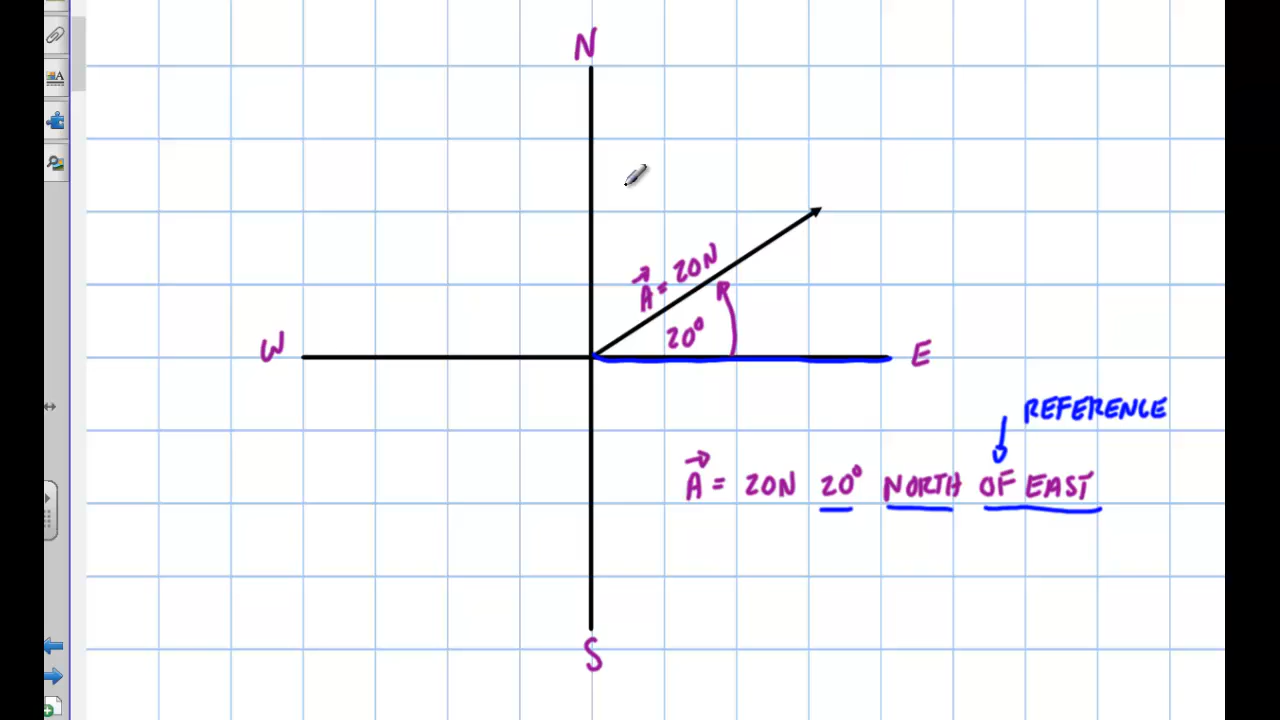 N
A⃗ = 20N
20°
W
E
REFERENCE
A⃗ = 20N 20° NORTH OF EAST
S